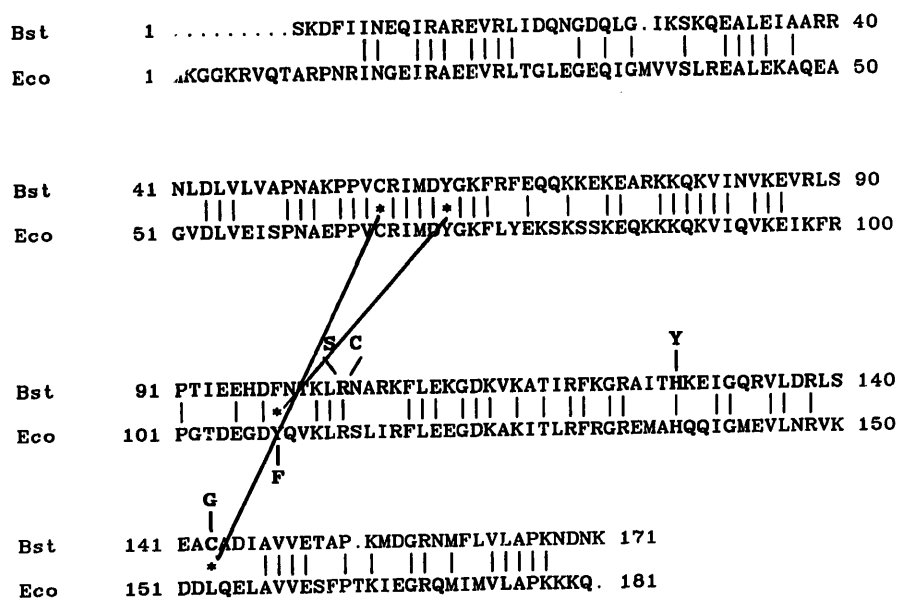 Bst 1 .........SKDFIINEQIRAREVRLIDQNGDQLG.IKSKQEALEIAARR 40
Eco 1 KGGKRVQTARPNRINGEIRAEEVRLTGLEGEQIGMVVSLREALEKAQEA 50
Bst 41 NLDLVLVAPNAKPPVCRIMDYGKFRFEQQKKEKEARKKQKVINVKEVRLS 90
* *
Eco 51 GVDLVEISPNAEPPVCRIMDYGKFLYEKSKSSKEQKKKQKVIQVKEIKFR 100
S C Y
Bst 91 PTIEEHDFNTKLRNARKFLEKGDKVKATIRFKGRAITHKEIGQRVLDRLS 140
*
Eco 101 PGTDEGDYQVKLRSLIRFLEEGDKAKITLRFRGREMAHQQIGMEVLNRVK 150
F
G
Bst 141 EACADIAVVETAP.KMDGRNMFLVLAPKNDNK 171
*
Eco 151 DDLQELAVVESFPTKIEGRQMIMVLAPKKKQ. 181